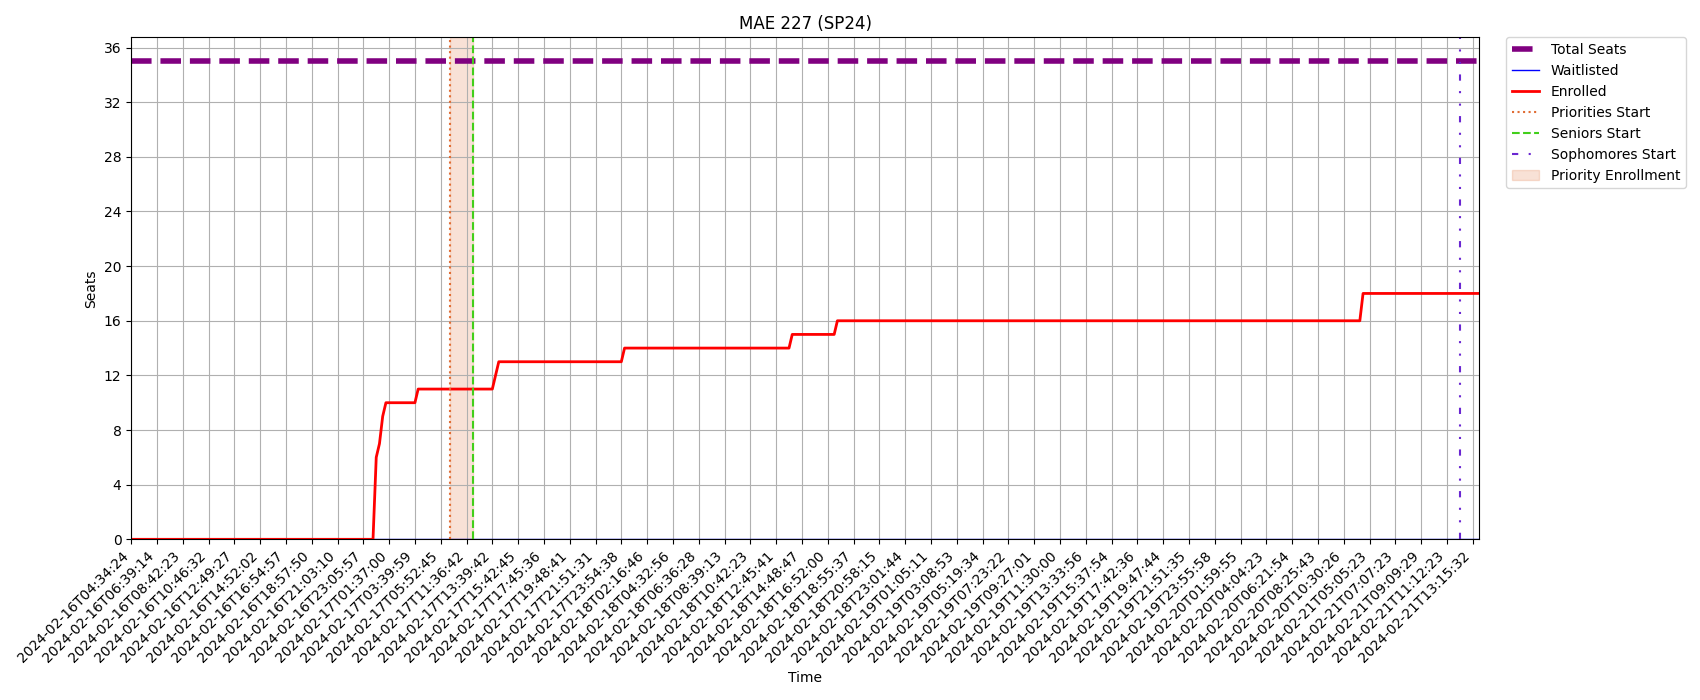 MAE 227 (SP24)
36
32
28
24
20
16
12
8
4
0
Seats
Total Seats
Waitlisted
Enrolled
Priorities Start
Seniors Start
Sophomores Start
Priority Enrollment
2024-02-16T04:34:24
2024-02-16T06:39:14
2024-02-16T08:42:23
2024-02-16T10:46:32
2024-02-16T12:49:27
2024-02-16T14:52:02
2024-02-16T16:54:57
2024-02-16T18:57:50
2024-02-16T21:03:10
2024-02-16T23:05:57
2024-02-17T01:37:00
2024-02-17T03:39:59
2024-02-17T05:52:45
2024-02-17T11:36:42
2024-02-17T13:39:42
2024-02-17T15:42:45
2024-02-17T17:45:36
2024-02-17T19:48:41
2024-02-17T21:51:31
2024-02-17T23:54:38
2024-02-18T02:16:46
2024-02-18T04:32:56
2024-02-18T06:36:28
2024-02-18T08:39:13
2024-02-18T10:42:23
2024-02-18T12:45:41
2024-02-18T14:48:47
2024-02-18T16:52:00
2024-02-18T18:55:37
2024-02-18T20:58:15
2024-02-18T23:01:44
2024-02-19T01:05:11
2024-02-19T03:08:53
2024-02-19T05:19:34
2024-02-19T07:23:22
2024-02-19T09:27:01
2024-02-19T11:30:00
2024-02-19T13:33:56
2024-02-19T15:37:54
2024-02-19T17:42:36
2024-02-19T19:47:44
2024-02-19T21:51:35
2024-02-19T23:55:58
2024-02-20T01:59:55
2024-02-20T04:04:23
2024-02-20T06:21:54
2024-02-20T08:25:43
2024-02-20T10:30:26
2024-02-21T05:05:23
2024-02-21T07:07:23
2024-02-21T09:09:29
2024-02-21T11:12:23
2024-02-21T13:15:32
Time